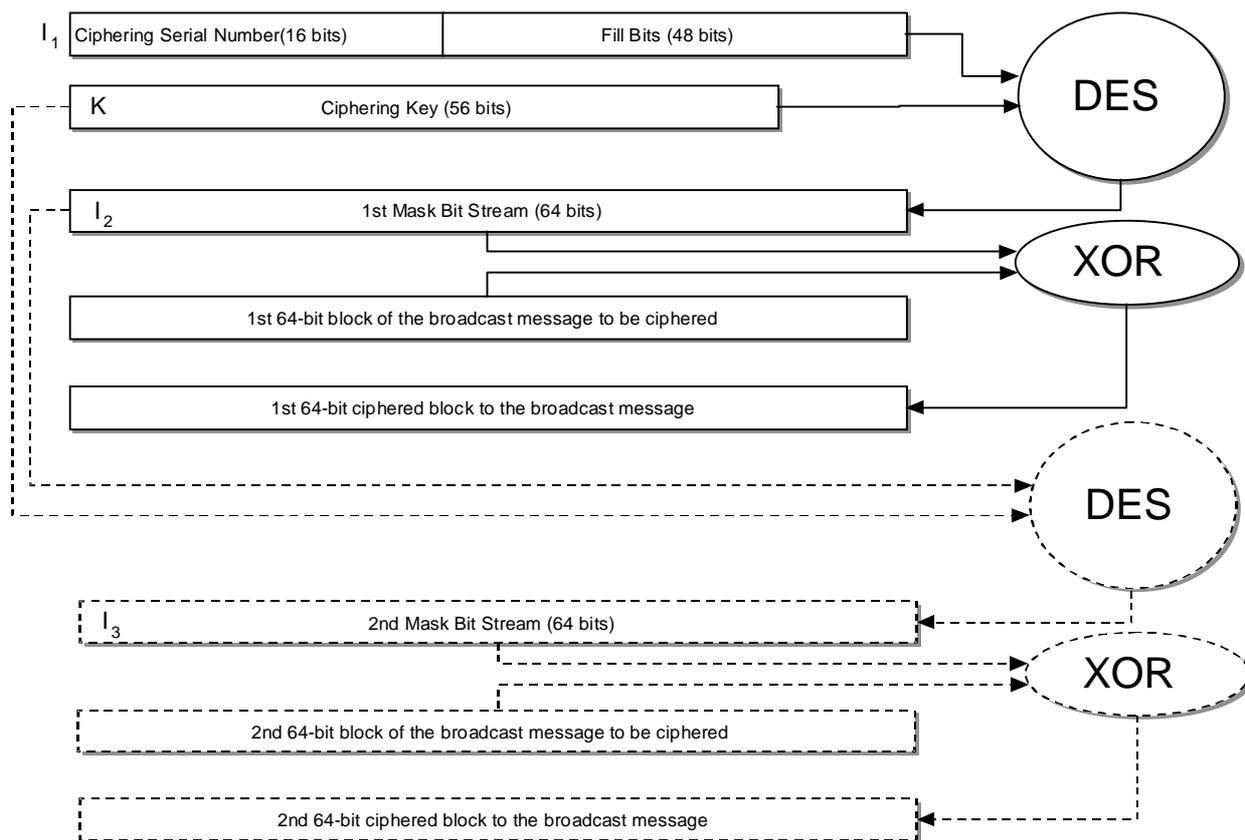 I1 Ciphering Serial Number(16 bits) Fill Bits (48 bits)
DES
K Ciphering Key (56 bits)
I2 1st Mask Bit Stream (64 bits)
XOR
1st 64-bit block of the broadcast message to be ciphered
1st 64-bit ciphered block to the broadcast message
DES
I3 2nd Mask Bit Stream (64 bits)
XOR
2nd 64-bit block of the broadcast message to be ciphered
2nd 64-bit ciphered block to the broadcast message